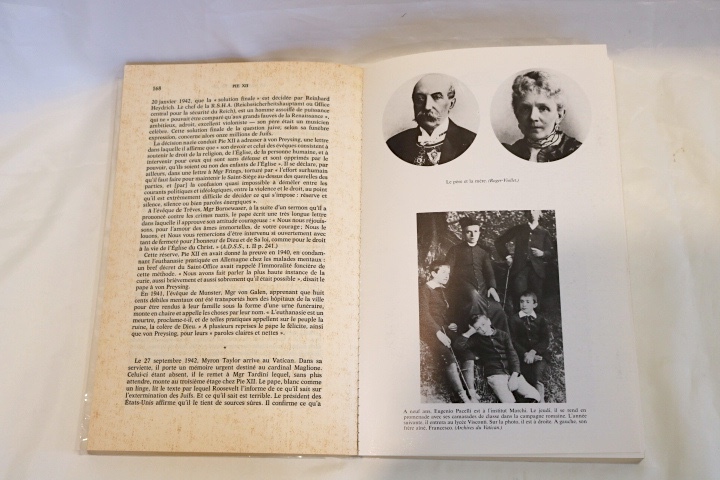 160 PIE XII
20 janvier 1942, que la « solution finale » est décidée par Reinhard
Heydrich. Le chef de la R.S.H.A. (Reichssicherheitshauptamt) ou Office
central pour la sécurité du Reich), est un homme assoiffé de puissance
qui « pouvait être comparé qu'aux grands fauves de la Renaissance »,
ambitieux, adroit, excellent violoniste — son père était un musicien
célèbre. Cette solution finale de la question juive, selon sa funèbre
expression, concerne alors onze millions de Juifs.
La décision nazie conduit Pie XII à adresser à von Preysing, une lettre
dans laquelle il affirme que « son devoir et celui des évêques consistent à
soutenir le droit de la religion, de l'Église, de la personne humaine, et à
intervenir pour ceux qui sont sans défense et sont opprimés par le
pouvoir, qu'ils soient ou non des enfants de l'Église ». Il se déclare, par
ailleurs, dans une lettre à Mgr Frings, torturé par « l'effort surhumain
qu'il faut faire pour maintenir le Saint-Siège au-dessus des querelles des
parties, et [par] la confusion quasi impossible à démêler entre les
courants politiques et idéologiques, entre la violence et le droit, au point
qu'il est extrêmement difficile de décider ce qui s'impose : réserve et
silence, silence ou bien paroles énergiques ».
A l'évêque de Trèves, Mgr Bornewasser, à la suite d'un sermon qu'il a
prononcé contre les crimes nazis, le pape écrit une très longue lettre
dans laquelle il approuve son attitude courageuse : « Nous nous réjouis-
sons, pour l'amour des âmes immortelles, de votre courage ; Nous le
louons, et Nous vous remercions d'être intervenu si ouvertement avec
tant de fermeté pour l'honneur de Dieu et de Sa loi, comme pour le droit
à la vie de l'Église du Christ. » (A.D.S.S., t. II p. 241.)
Cette réserve, Pie XII en avait donné la preuve en 1940, en condam-
nant l'euthanasie pratiquée en Allemagne chez les malades mentaux :
un bref décret du Saint-Office avait rappelé l'immoralité foncière de
cette méthode. « Nous avons fait parler la plus haute instance de la
curie, aussi brièvement et aussi sobrement qu'il était possible », disait le
pape à von Preysing.
En 1941, l'évêque de Munster, Mgr von Galen, apprenant que huit
cents débiles mentaux ont été transportés hors des hôpitaux de la ville
pour être rendus à leur famille sous la forme d'une urne funéraire,
monte en chaire et appelle les choses par leur nom. « L'euthanasie est un
meurtre, proclame-t-il, et de telles pratiques appellent sur le peuple la
ruine, la colère de Dieu. » A plusieurs reprises le pape le félicite, ainsi
que von Preysing, pour leurs « paroles claires et nettes ».
*
Le 27 septembre 1942, Myron Taylor arrive au Vatican. Dans sa
serviette, il porte un mémoire urgent destiné au cardinal Maglione.
Celui-ci étant absent, il le remet à Mgr Tardini lequel, sans plus
attendre, monte au troisième étage chez Pie XII. Le pape, blanc comme
un linge, lit le texte par lequel Roosevelt l'informe de ce qu'il sait sur
l'extermination des Juifs. Et ce qu'il sait est terrible. Le président des
États-Unis affirme qu'il le tient de sources sûres. Il confirme ce qu'a
Le père et la mère. (Roger-Viollet.)
A neuf ans. Eugenio Pacelli est à l'institut Marchi. Le jeudi, il se rend en
promenade avec ses camarades de classe dans la campagne romaine. L'année
suivante, il entrera au lycée Visconti. Sur la photo, il est à droite. A gauche, son
frère aîné, Francesco. (Archives du Vatican.)